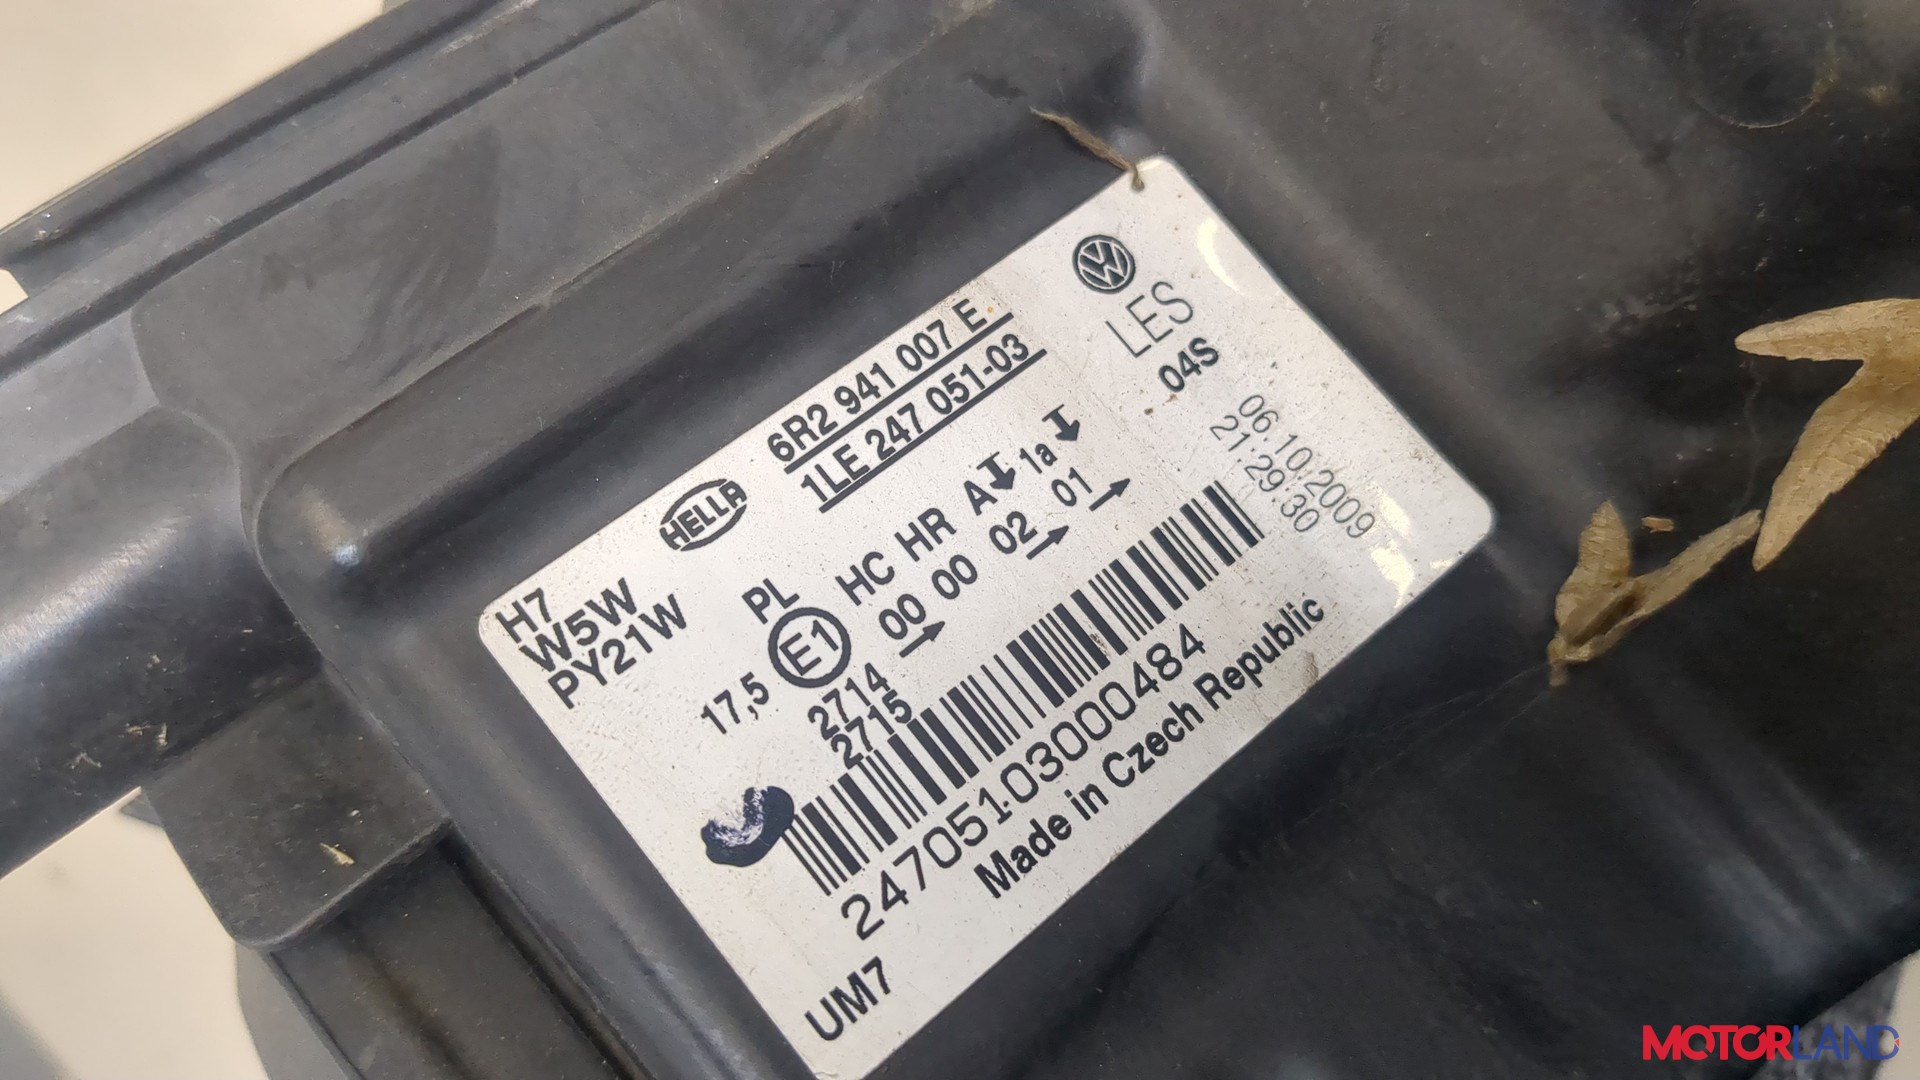 6R2 941 007 E
1LE 247 051-03
LES
04S
HELLA
H7
W5W
PY21W
PL
HC HR A 1a
E1
00 00 02 01
17,5
2714
2715
06.10.2009
21.29.30
24705103000484
Made in Czech Republic
UM7
MOTORLAND